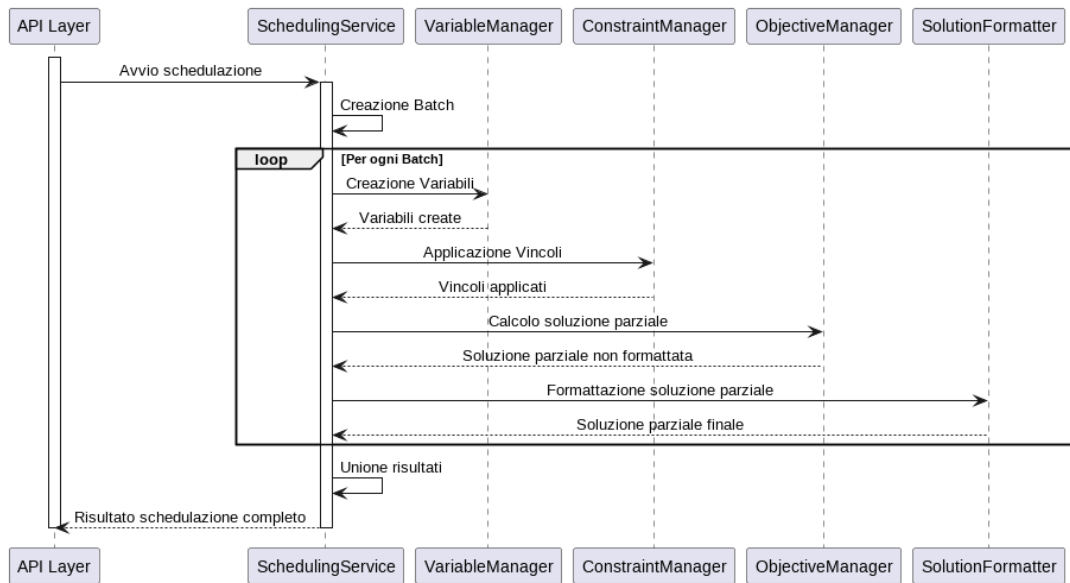 API Layer
SchedulingService
VariableManager
ConstraintManager
ObjectiveManager
SolutionFormatter
Avvio schedulazione
Creazione Batch
loop
[Per ogni Batch]
Creazione Variabili
Variabili create
Applicazione Vincoli
Vincoli applicati
Calcolo soluzione parziale
Soluzione parziale non formattata
Formattazione soluzione parziale
Soluzione parziale finale
Unione risultati
Risultato schedulazione completo
API Layer
SchedulingService
VariableManager
ConstraintManager
ObjectiveManager
SolutionFormatter